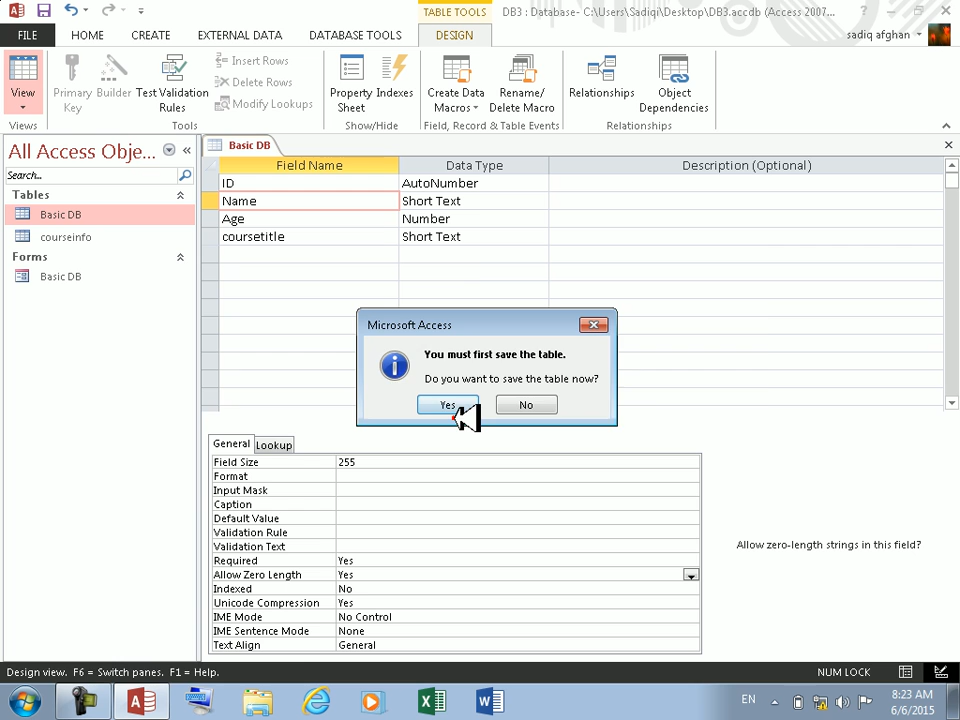 TABLE TOOLS
DB3 : Database- C:\Users\Sadiqi\Desktop\DB3.accdb (Access 2007...
FILE HOME CREATE EXTERNAL DATA DATABASE TOOLS DESIGN
sadiq afghan
View
Primary Key
Builder
Test Validation Rules
Insert Rows
Delete Rows
Modify Lookups
Property Sheet
Indexes
Create Data Macros
Rename/ Delete Macro
Relationships
Object Dependencies
Views
Tools
Show/Hide
Field, Record & Table Events
Relationships
All Access Obje...
Search...
Tables
Basic DB
courseinfo
Forms
Basic DB
Basic DB
Field Name Data Type Description (Optional)
ID AutoNumber
Name Short Text
Age Number
coursetitle Short Text
Microsoft Access
You must first save the table.
Do you want to save the table now?
Yes No
General Lookup
Field Size 255
Format
Input Mask
Caption
Default Value
Validation Rule
Validation Text
Required Yes
Allow Zero Length Yes
Indexed No
Unicode Compression Yes
IME Mode No Control
IME Sentence Mode None
Text Align General
Allow zero-length strings in this field?
Design view. F6 = Switch panes. F1 = Help.
NUM LOCK
EN
8:23 AM
6/6/2015